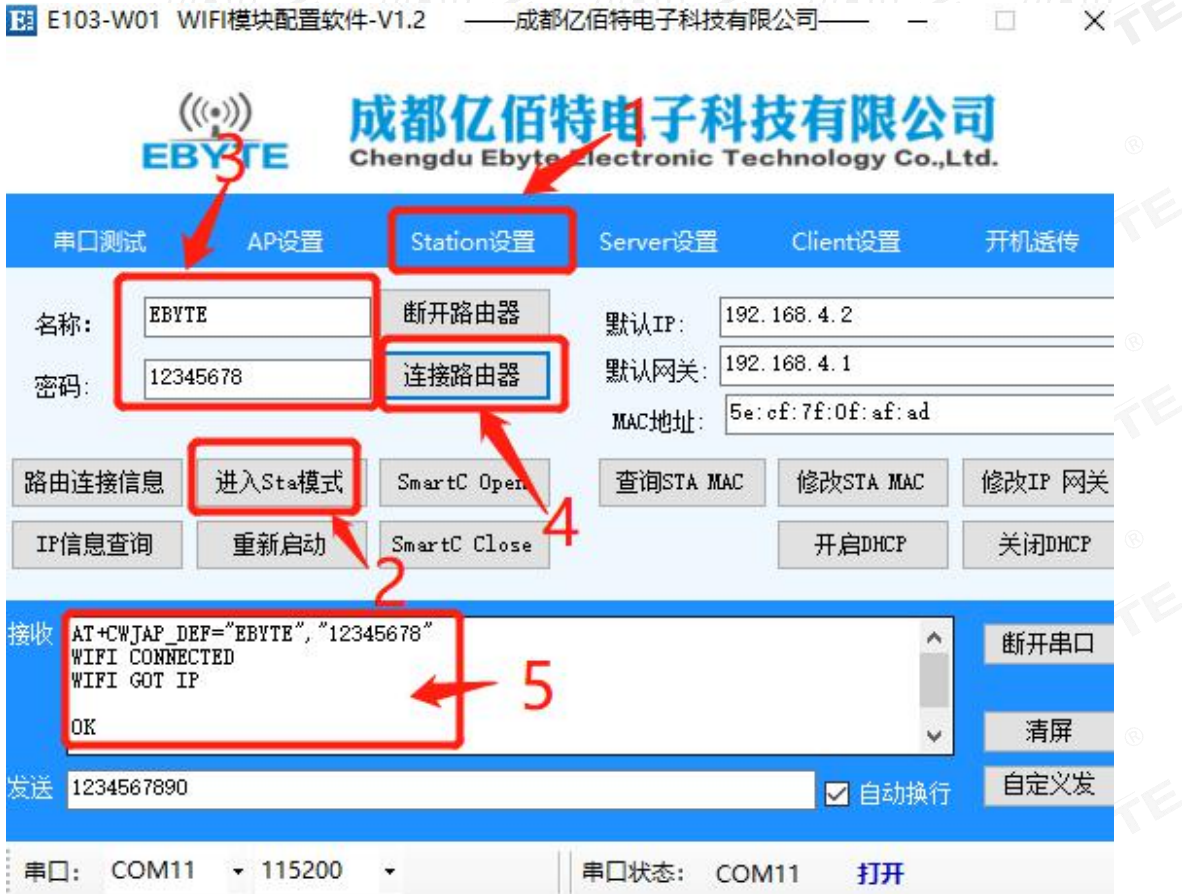 E103-W01 WIFI模块配置软件-V1.2 ——成都亿佰特电子科技有限公司——
EBYTE
成都亿佰特电子科技有限公司
Chengdu Ebyte Electronic Technology Co.,Ltd.
1
3
串口测试 AP设置 Station设置 Server设置 Client设置 开机透传
名称: EBYTE 断开路由器 默认IP: 192.168.4.2
密码: 12345678 连接路由器 默认网关: 192.168.4.1
MAC地址: 5e:cf:7f:0f:af:ad
路由连接信息 进入Sta模式 SmartC Open 查询STA MAC 修改STA MAC 修改IP 网关
4
IP信息查询 重新启动 SmartC Close 开启DHCP 关闭DHCP
2
接收 AT+CWJAP_DEF="EBYTE","12345678"
WIFI CONNECTED
WIFI GOT IP
OK
5
断开串口
清屏
发送 1234567890 自动换行 自定义发
串口: COM11 115200 串口状态: COM11 打开